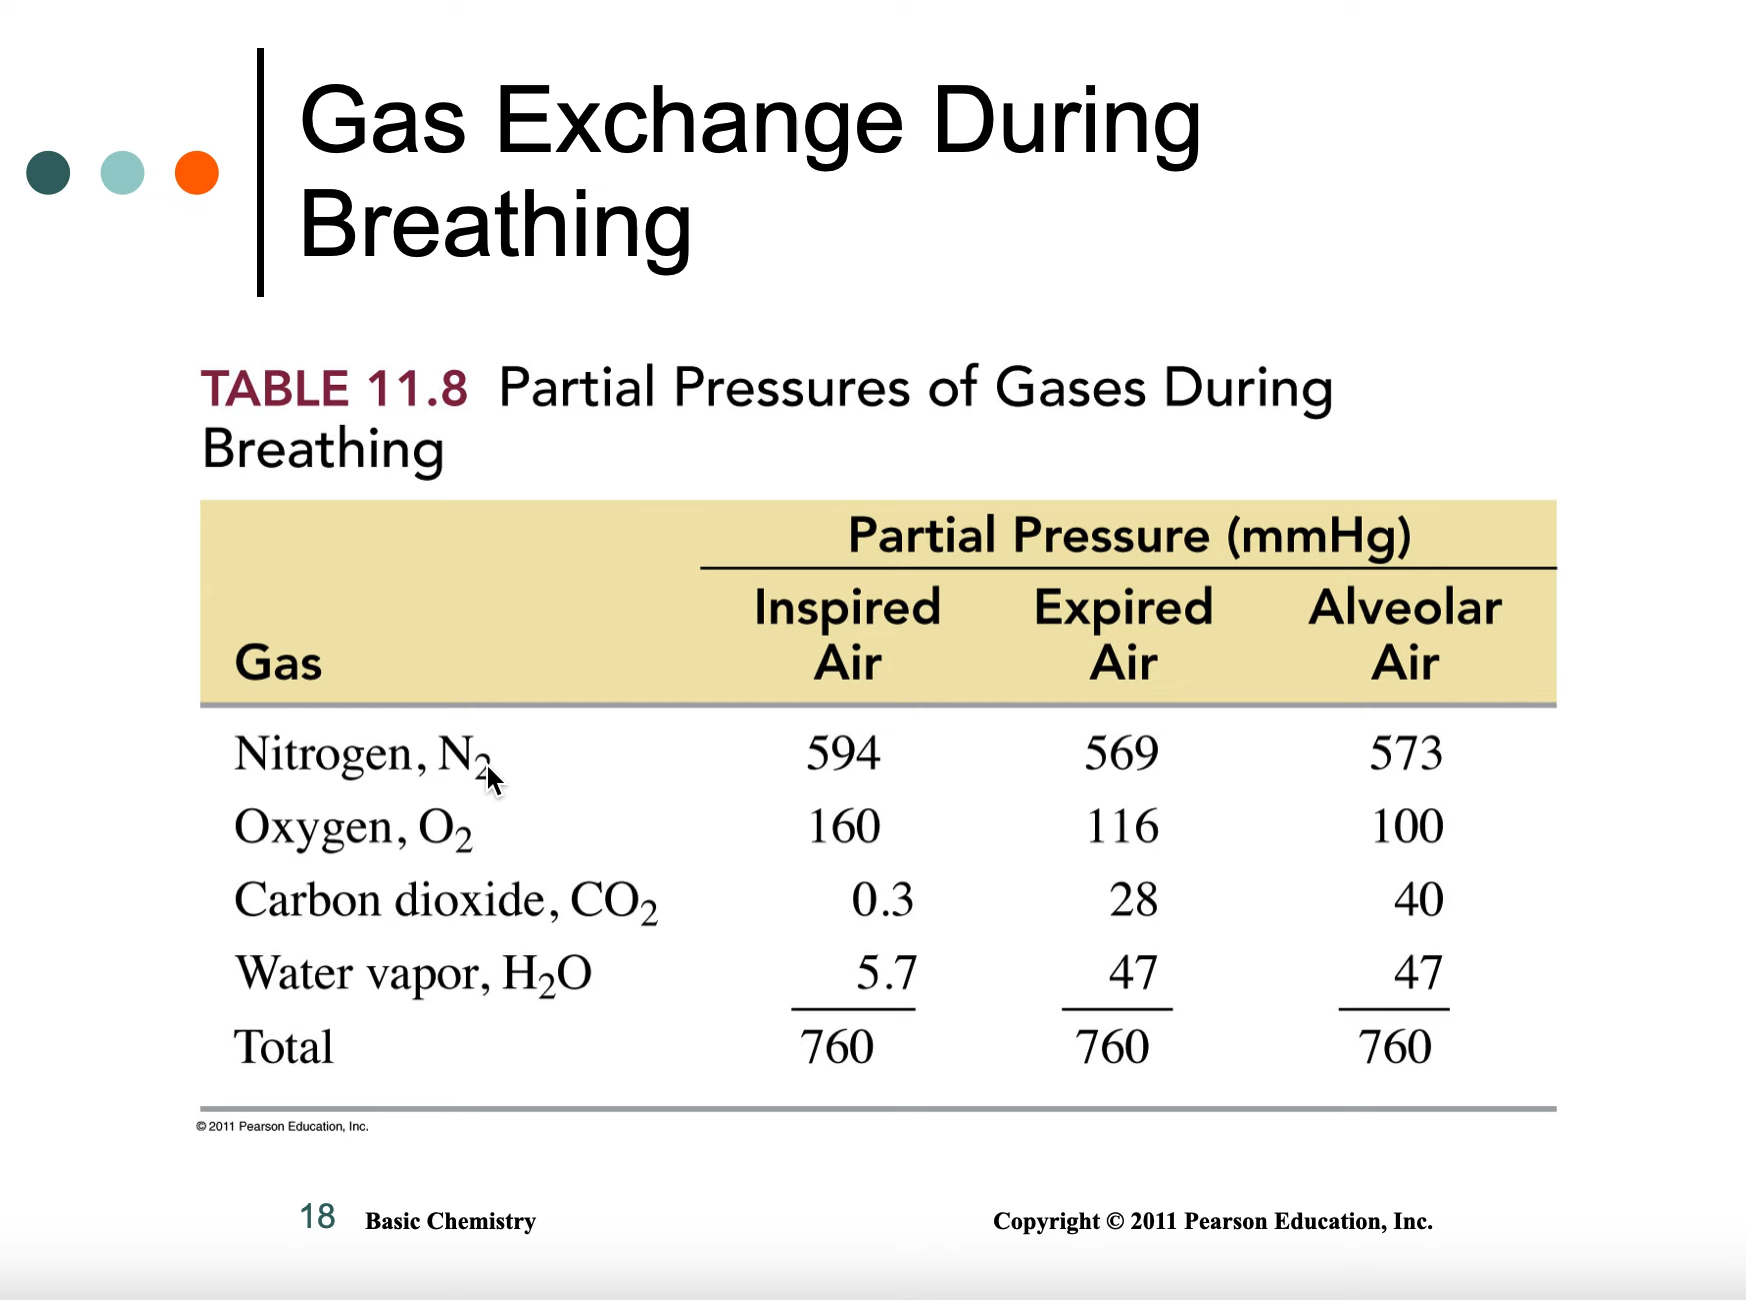 Gas Exchange During
Breathing
TABLE 11.8 Partial Pressures of Gases During
Breathing
Partial Pressure (mmHg)
Gas Inspired Air Expired Air Alveolar Air
Nitrogen, N₂ 594 569 573
Oxygen, O₂ 160 116 100
Carbon dioxide, CO₂ 0.3 28 40
Water vapor, H₂O 5.7 47 47
Total 760 760 760
© 2011 Pearson Education, Inc.
18 Basic Chemistry Copyright © 2011 Pearson Education, Inc.